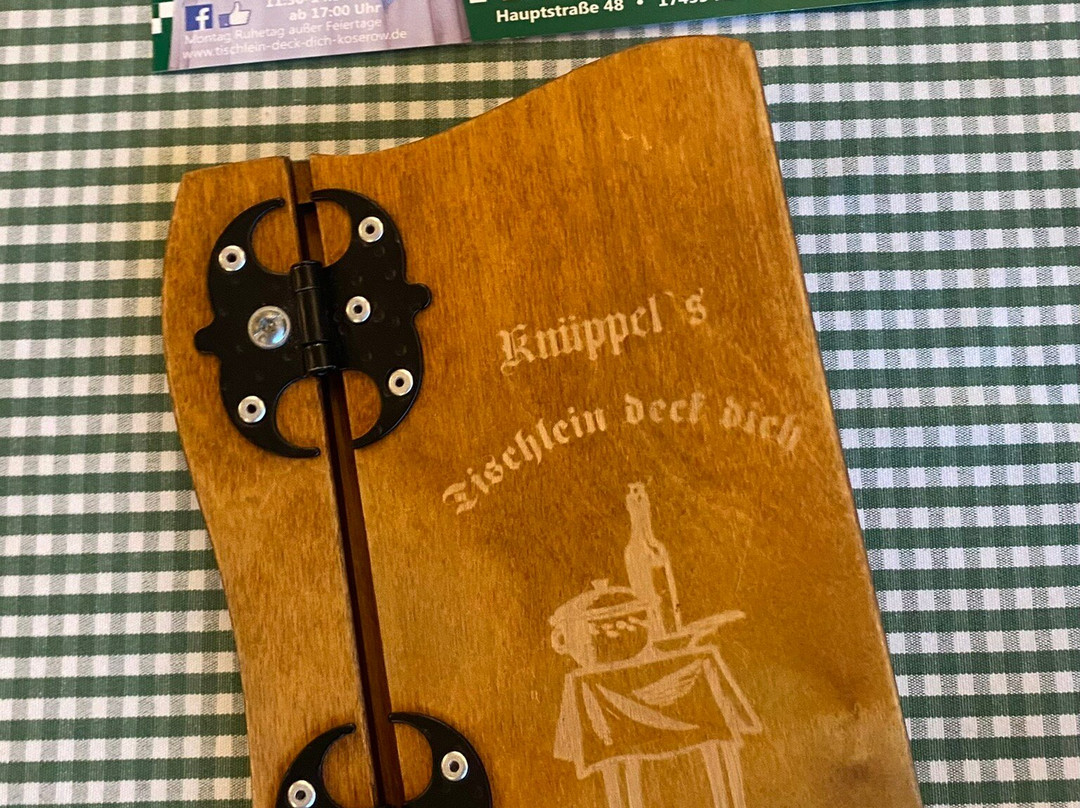 ab 17:00 Uhr
Montag Ruhetag außer Feiertage
www.tischlein-deck-dich-koserow.de
Hauptstraße 48 •
Knüppel`s
Tischlein deck dich